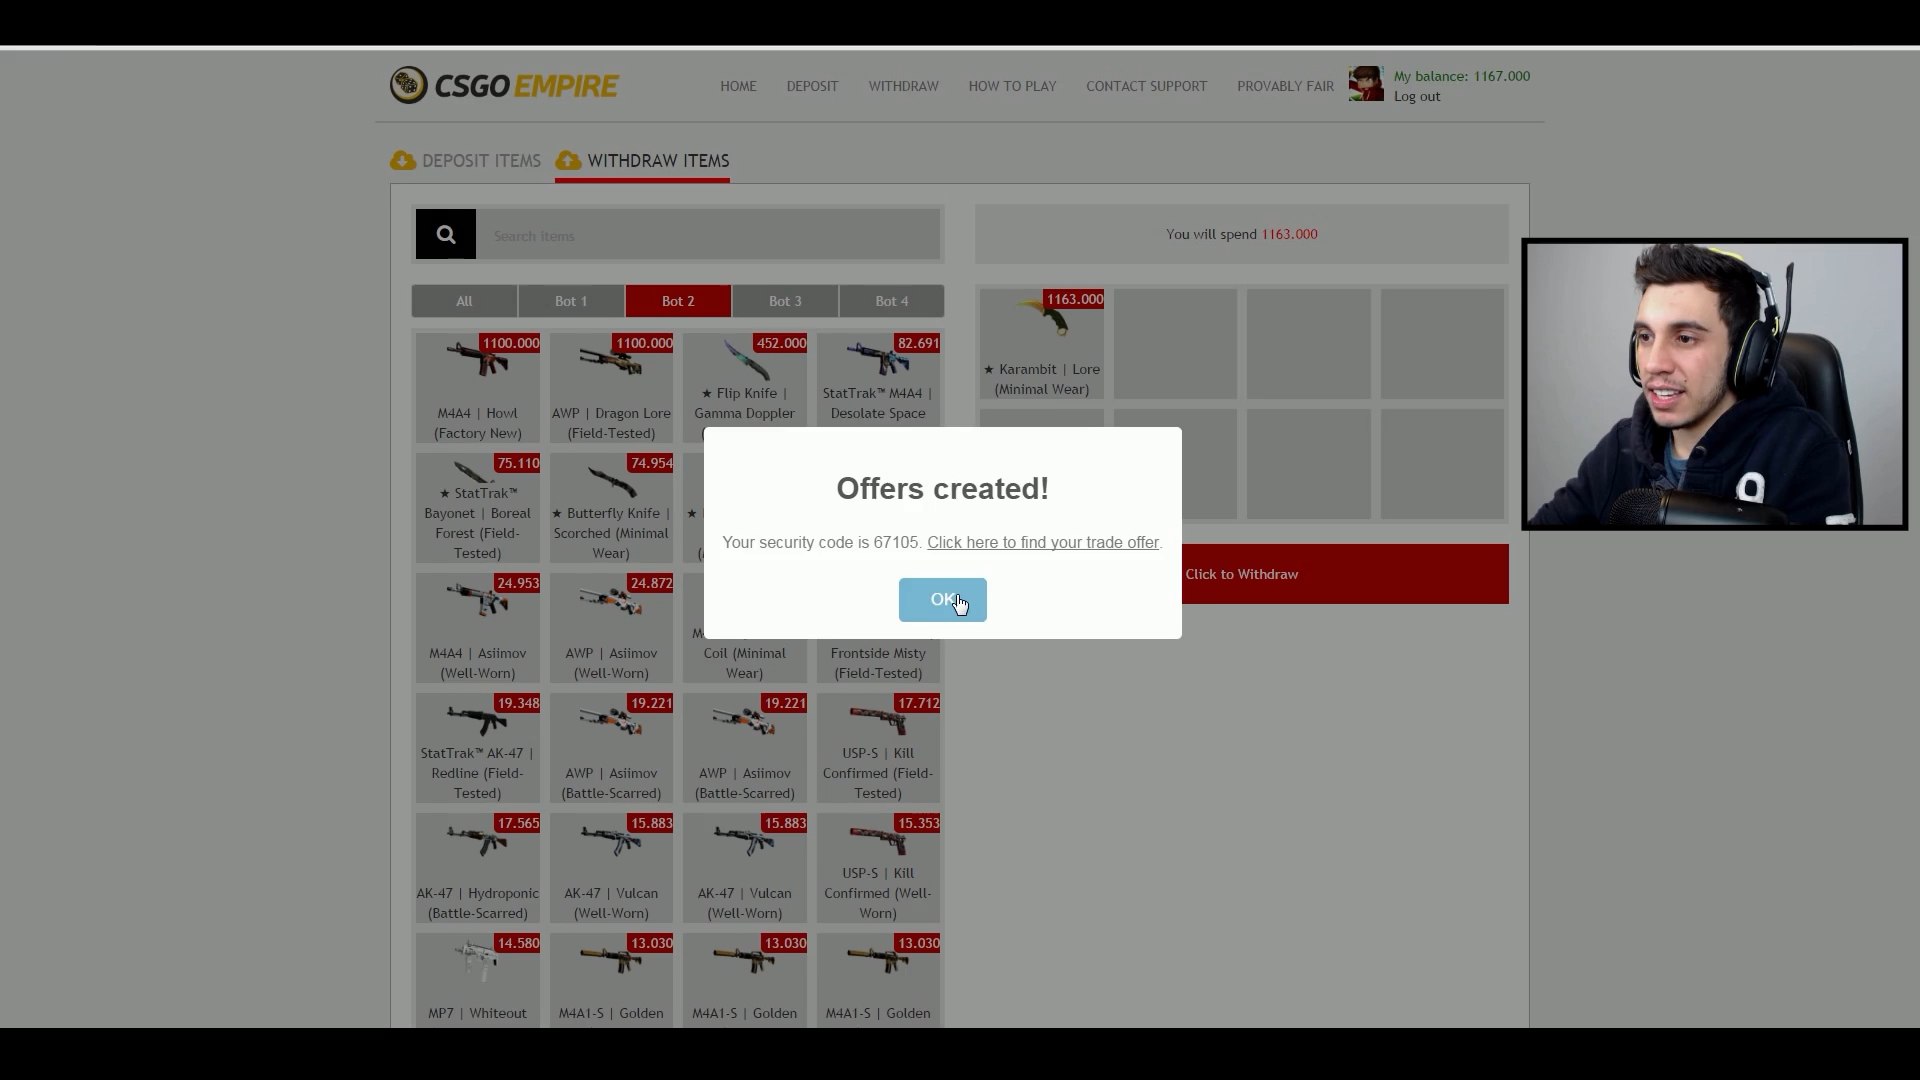 CSGO EMPIRE
HOME DEPOSIT WITHDRAW HOW TO PLAY CONTACT SUPPORT PROVABLY FAIR
My balance: 1167.000
Log out
DEPOSIT ITEMS WITHDRAW ITEMS
Search items
You will spend 1163.000
All Bot 1 Bot 2 Bot 3 Bot 4
1163.000
★ Karambit | Lore
(Minimal Wear)
1100.000
M4A4 | Howl
(Factory New)
1100.000
AWP | Dragon Lore
(Field-Tested)
452.000
★ Flip Knife |
Gamma Doppler
82.691
StatTrak™ M4A4 |
Desolate Space
Offers created!
Your security code is 67105. Click here to find your trade offer.
OK
Click to Withdraw
75.110
★ StatTrak™
Bayonet | Boreal
Forest (Field-
Tested)
74.954
★ Butterfly Knife |
Scorched (Minimal
Wear)
★
24.953
M4A4 | Asiimov
(Well-Worn)
24.872
AWP | Asiimov
(Well-Worn)
Coil (Minimal
Wear)
Frontside Misty
(Field-Tested)
19.348
StatTrak™ AK-47 |
Redline (Field-
Tested)
19.221
AWP | Asiimov
(Battle-Scarred)
19.221
AWP | Asiimov
(Battle-Scarred)
17.712
USP-S | Kill
Confirmed (Field-
Tested)
17.565
AK-47 | Hydroponic
(Battle-Scarred)
15.883
AK-47 | Vulcan
(Well-Worn)
15.883
AK-47 | Vulcan
(Well-Worn)
15.353
USP-S | Kill
Confirmed (Well-
Worn)
14.580
MP7 | Whiteout
13.030
M4A1-S | Golden
13.030
M4A1-S | Golden
13.030
M4A1-S | Golden